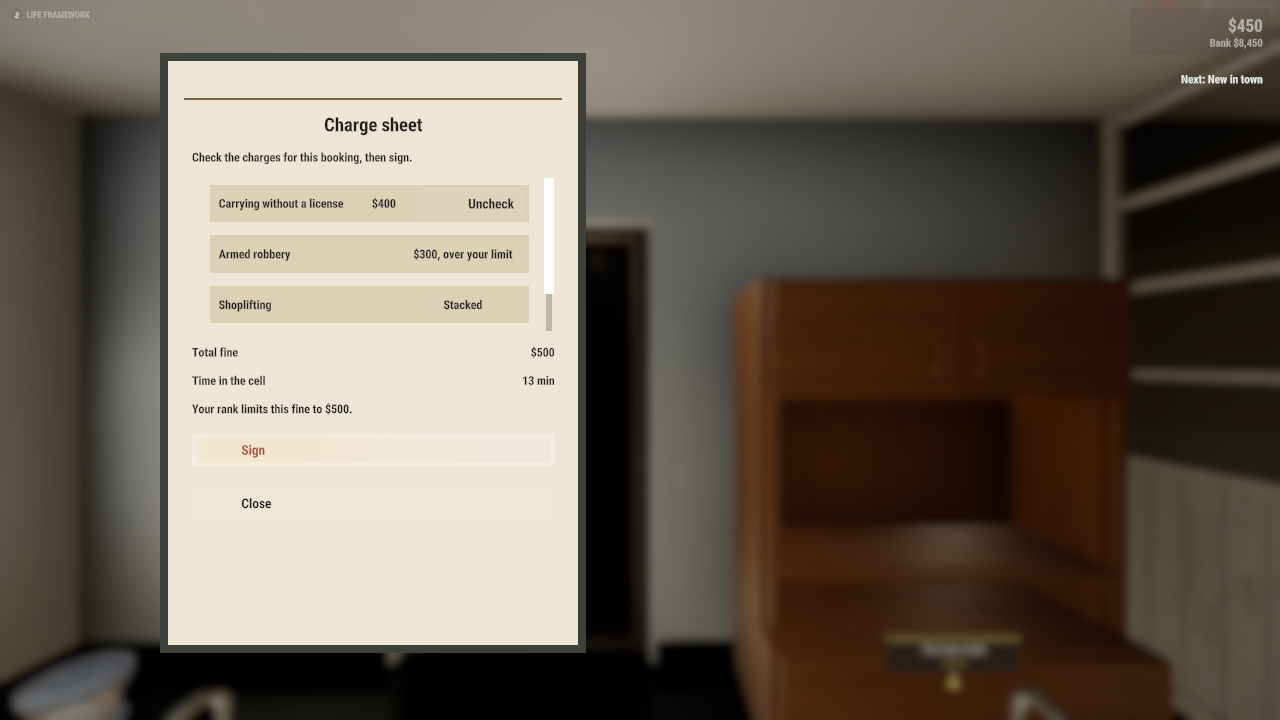 LIFE FRAMEWORK
$450
Bank $8,450
Next: New in town
Charge sheet
Check the charges for this booking, then sign.
Carrying without a license $400 Uncheck
Armed robbery $300, over your limit
Shoplifting Stacked
Total fine $500
Time in the cell 13 min
Your rank limits this fine to $500.
Sign
Close